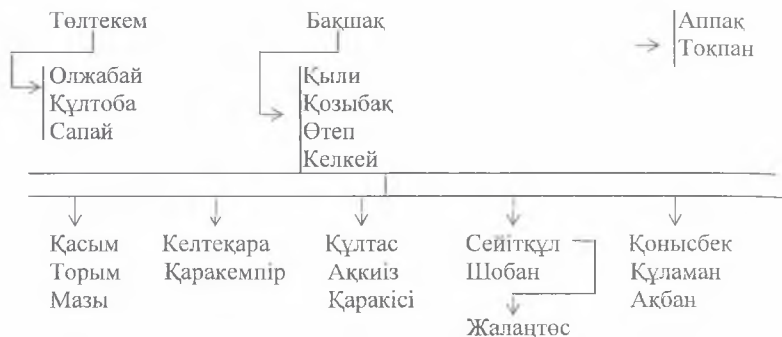 Төлтекем
Бақшақ
Аппақ
Тоқпан
Олжабай
Құлтоба
Сапай
Қыли
Қозыбақ
Өтеп
Келкей
Қасым
Торым
Мазы
Келтеқара
Қаракемпір
Құлтас
Ақкиіз
Қаракісі
Сейітқұл
Шобан
Жалаңтөс
Қонысбек
Құламан
Ақбан